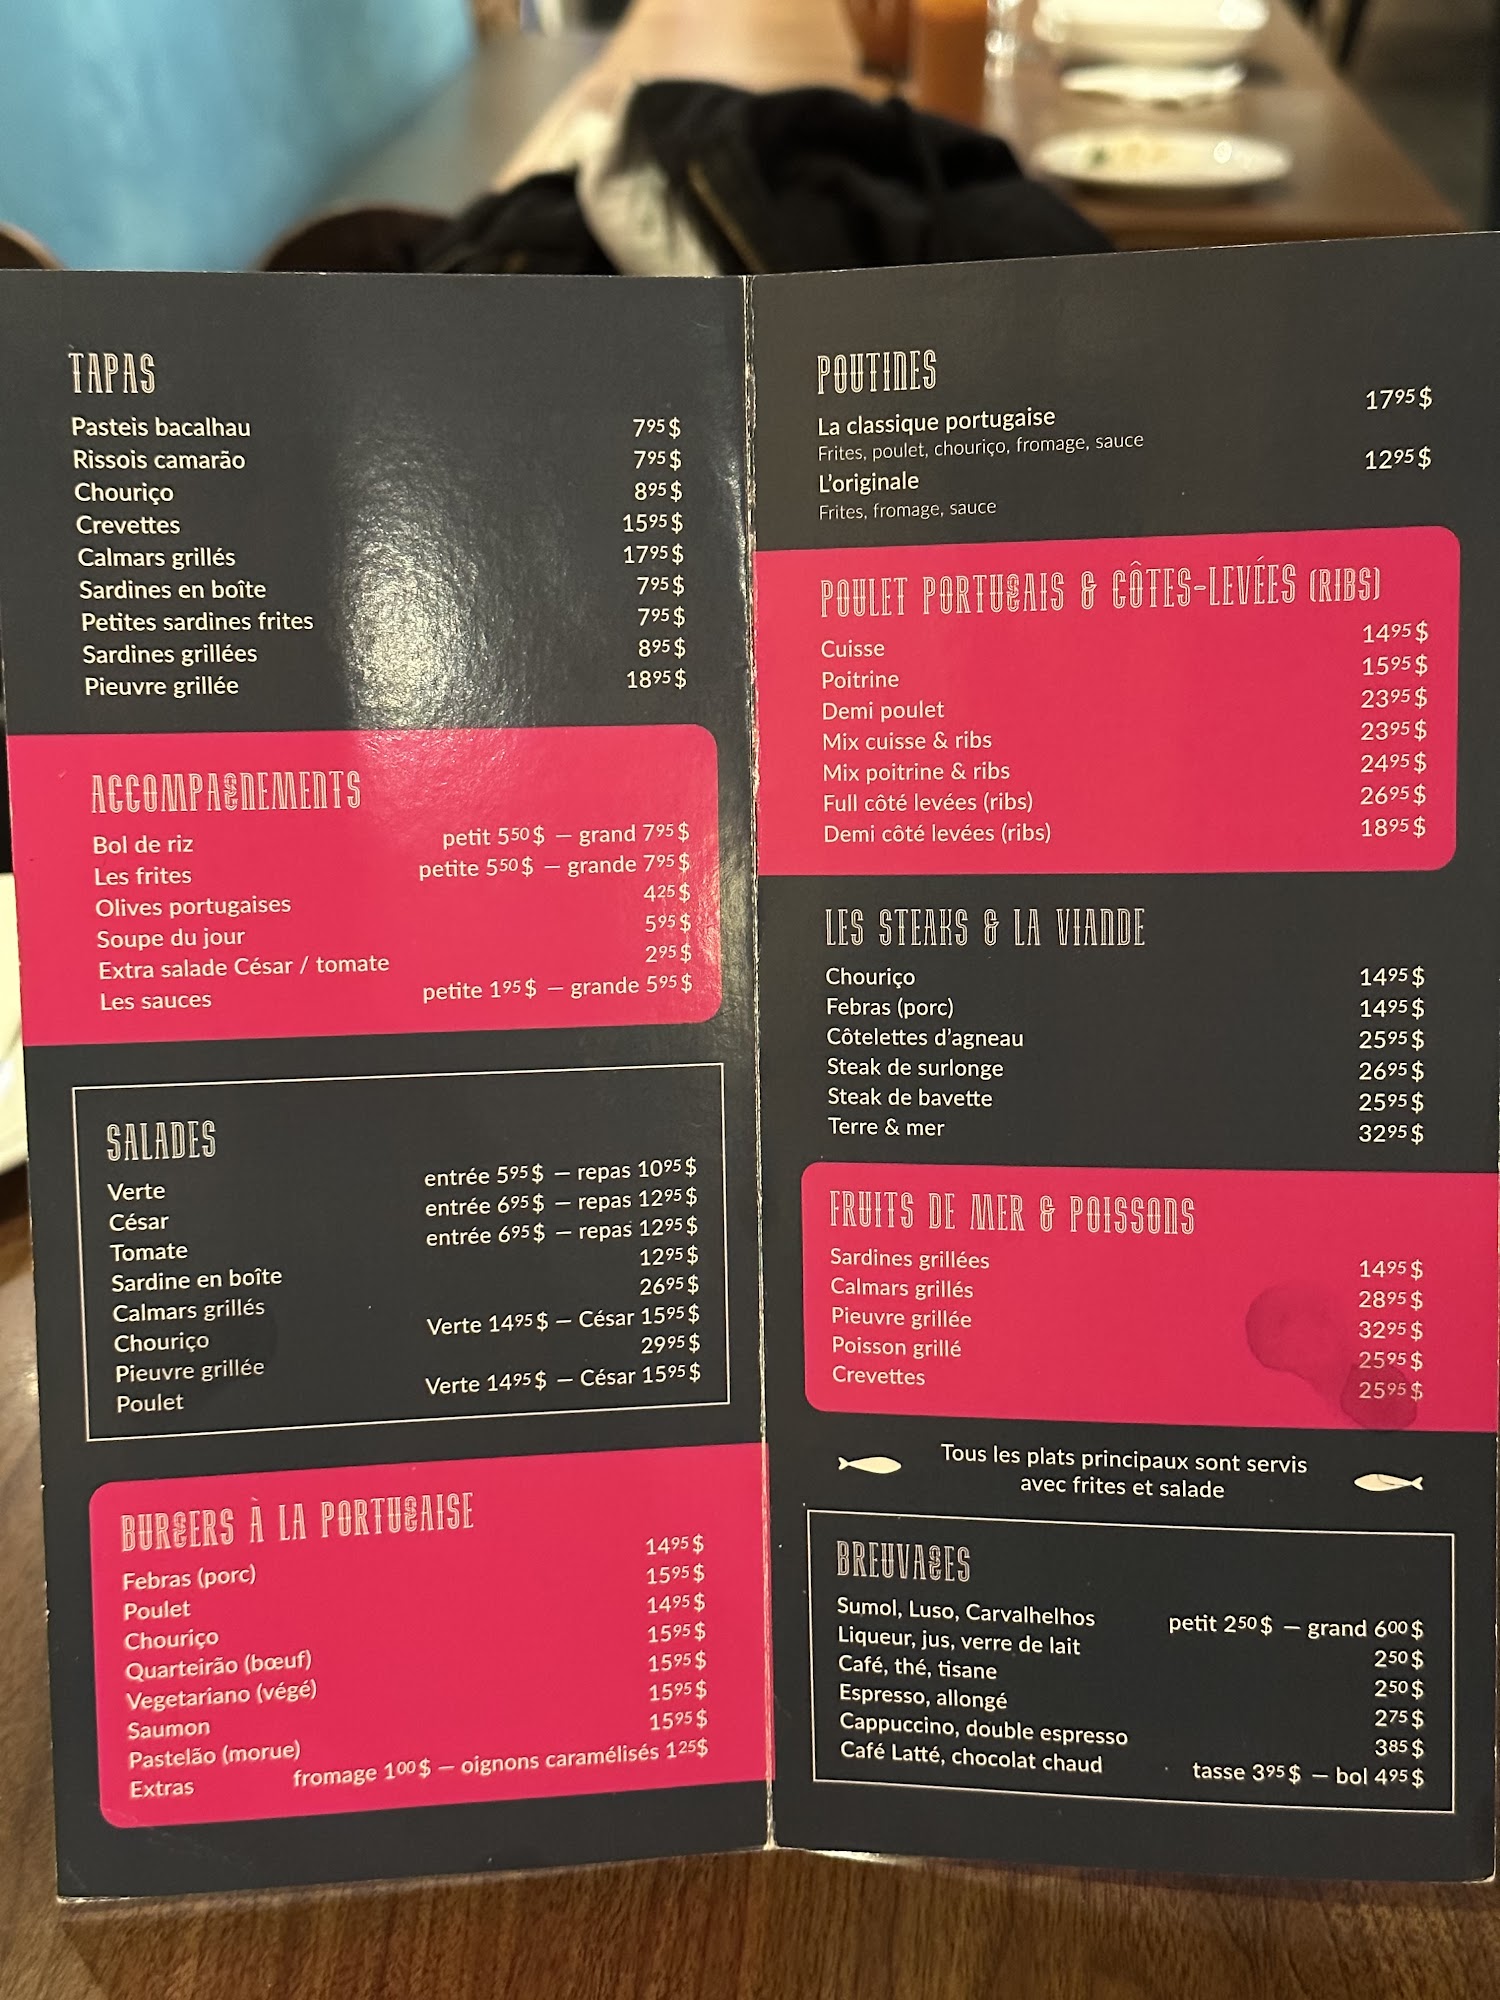 TAPAS
Pasteis bacalhau 7⁹⁵$
Rissois camarão 7⁹⁵$
Chouriço 8⁹⁵$
Crevettes 15⁹⁵$
Calmars grillés 17⁹⁵$
Sardines en boîte 7⁹⁵$
Petites sardines frites 7⁹⁵$
Sardines grillées 8⁹⁵$
Pieuvre grillée 18⁹⁵$
ACCOMPAGNEMENTS
Bol de riz petit 5⁵⁰$ — grand 7⁹⁵$
Les frites petite 5⁵⁰$ — grande 7⁹⁵$
Olives portugaises 4²⁵$
Soupe du jour 5⁹⁵$
Extra salade César / tomate 2⁹⁵$
Les sauces petite 1⁹⁵$ — grande 5⁹⁵$
SALADES
Verte entrée 5⁹⁵$ — repas 10⁹⁵$
César entrée 6⁹⁵$ — repas 12⁹⁵$
Tomate entrée 6⁹⁵$ — repas 12⁹⁵$
Sardine en boîte 12⁹⁵$
Calmars grillés 26⁹⁵$
Chouriço Verte 14⁹⁵$ — César 15⁹⁵$
Pieuvre grillée 29⁹⁵$
Poulet Verte 14⁹⁵$ — César 15⁹⁵$
BURGERS À LA PORTUGAISE
Febras (porc) 14⁹⁵$
Poulet 15⁹⁵$
Chouriço 14⁹⁵$
Quarteirão (bœuf) 15⁹⁵$
Vegetariano (végé) 15⁹⁵$
Saumon 15⁹⁵$
Pastelão (morue) 15⁹⁵$
Extras fromage 1⁰⁰$ — oignons caramélisés 1²⁵$
POUTINES
La classique portugaise 17⁹⁵$
Frites, poulet, chouriço, fromage, sauce
L'originale 12⁹⁵$
Frites, fromage, sauce
POULET PORTUGAIS & CÔTES-LEVÉES (RIBS)
Cuisse 14⁹⁵$
Poitrine 15⁹⁵$
Demi poulet 23⁹⁵$
Mix cuisse & ribs 23⁹⁵$
Mix poitrine & ribs 24⁹⁵$
Full côté levées (ribs) 26⁹⁵$
Demi côté levées (ribs) 18⁹⁵$
LES STEAKS & LA VIANDE
Chouriço 14⁹⁵$
Febras (porc) 14⁹⁵$
Côtelettes d'agneau 25⁹⁵$
Steak de surlonge 26⁹⁵$
Steak de bavette 25⁹⁵$
Terre & mer 32⁹⁵$
FRUITS DE MER & POISSONS
Sardines grillées 14⁹⁵$
Calmars grillés 28⁹⁵$
Pieuvre grillée 32⁹⁵$
Poisson grillé 25⁹⁵$
Crevettes 25⁹⁵$
Tous les plats principaux sont servis
avec frites et salade
BREUVAGES
Sumol, Luso, Carvalhelhos petit 2⁵⁰$ — grand 6⁰⁰$
Liqueur, jus, verre de lait 2⁵⁰$
Café, thé, tisane 2⁵⁰$
Espresso, allongé 2⁷⁵$
Cappuccino, double espresso 3⁸⁵$
Café Latté, chocolat chaud tasse 3⁹⁵$ — bol 4⁹⁵$